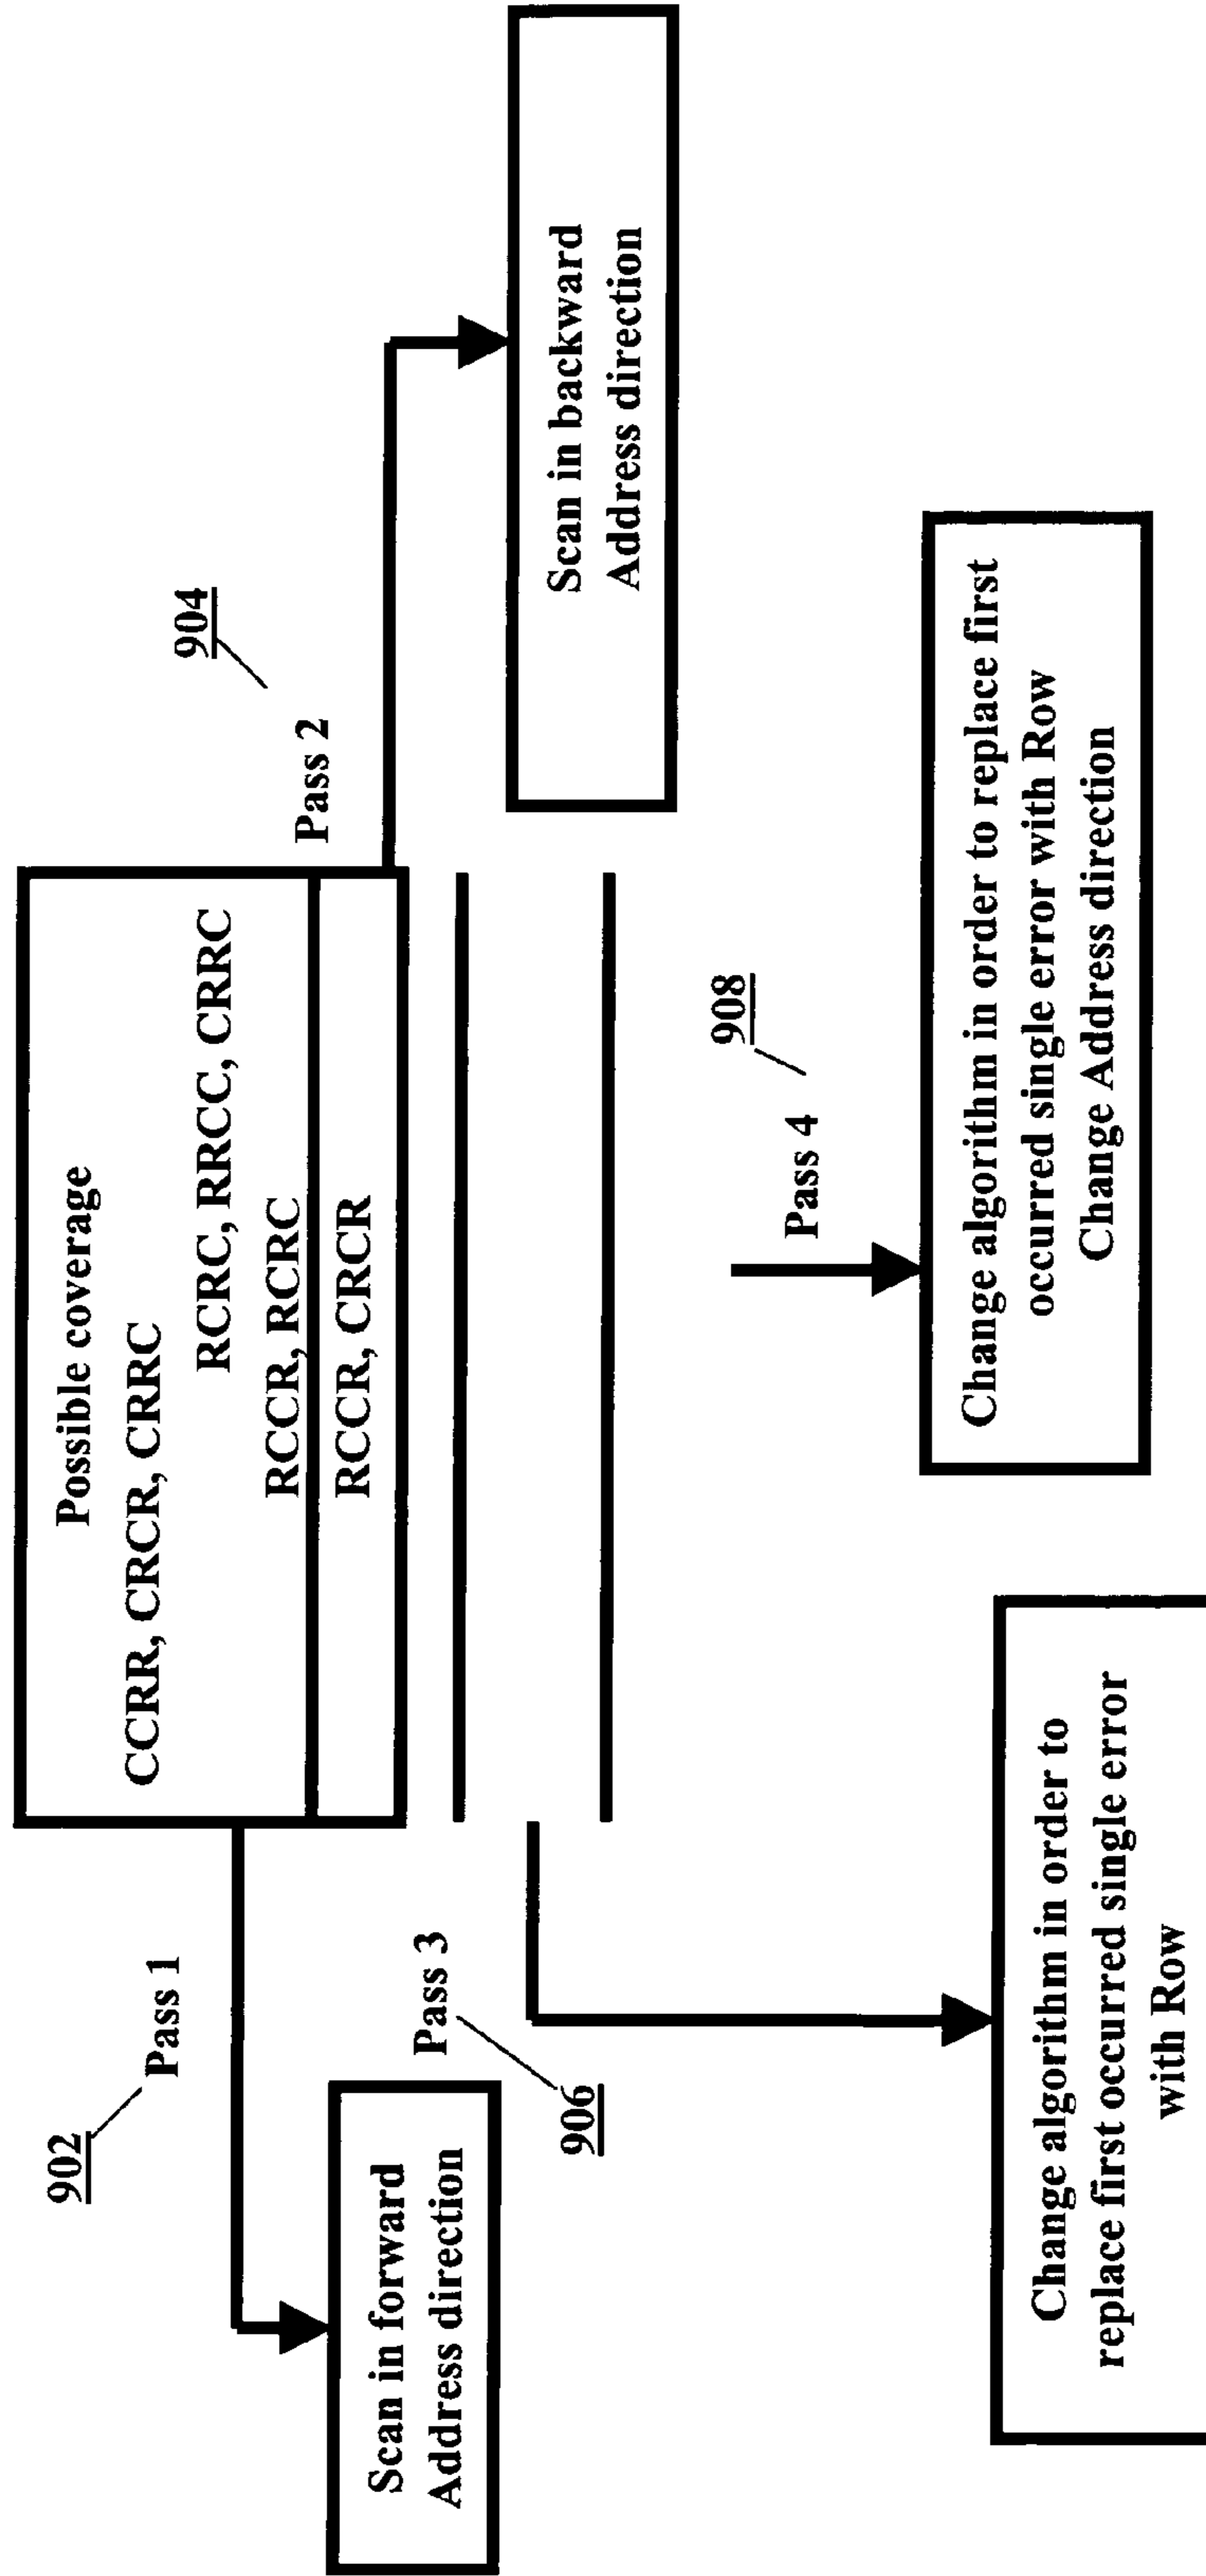 Possible coverage
CCRR, CRCR, CRRC
RCRC, RRCC, CRRC
RCCR, RCRC
RCCR, CRCR
902
Pass 1
904
Pass 2
Scan in forward
Address direction
Scan in backward
Address direction
Pass 3
906
908
Pass 4
Change algorithm in order to replace first
occurred single error with Row
Change Address direction
Change algorithm in order to
replace first occurred single error
with Row